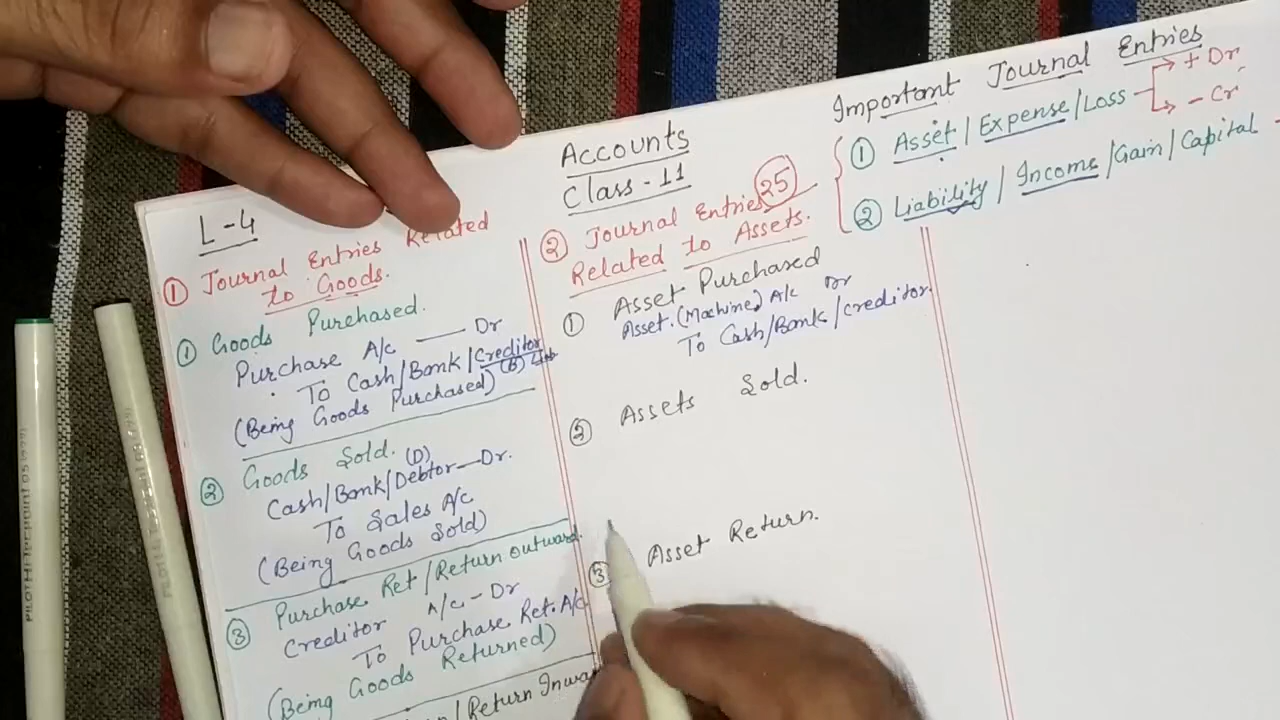 Accounts
Class-11
L-4
① Journal Entries Related
to Goods.
① Goods Purchased.
Purchase A/c —— Dr
To Cash/Bank/Creditor
(Being Goods Purchased)
② Goods Sold. (D)
Cash/Bank/Debtor—Dr.
To Sales A/c
(Being Goods Sold)
③ Purchase Ret/Return outward.
Creditor A/c - Dr
To Purchase Ret. A/c
(Being Goods Returned)
/Return Inwa
② Journal Entries 25
Related to Assets.
① Asset Purchased
Asset (Machine) A/c Dr
To Cash/Bank/creditor.
② Assets Sold.
③ Asset Return.
Important Journal Entries
① Asset/Expense/Loss + Dr
- Cr
② Liability/Income/Gain/Capital